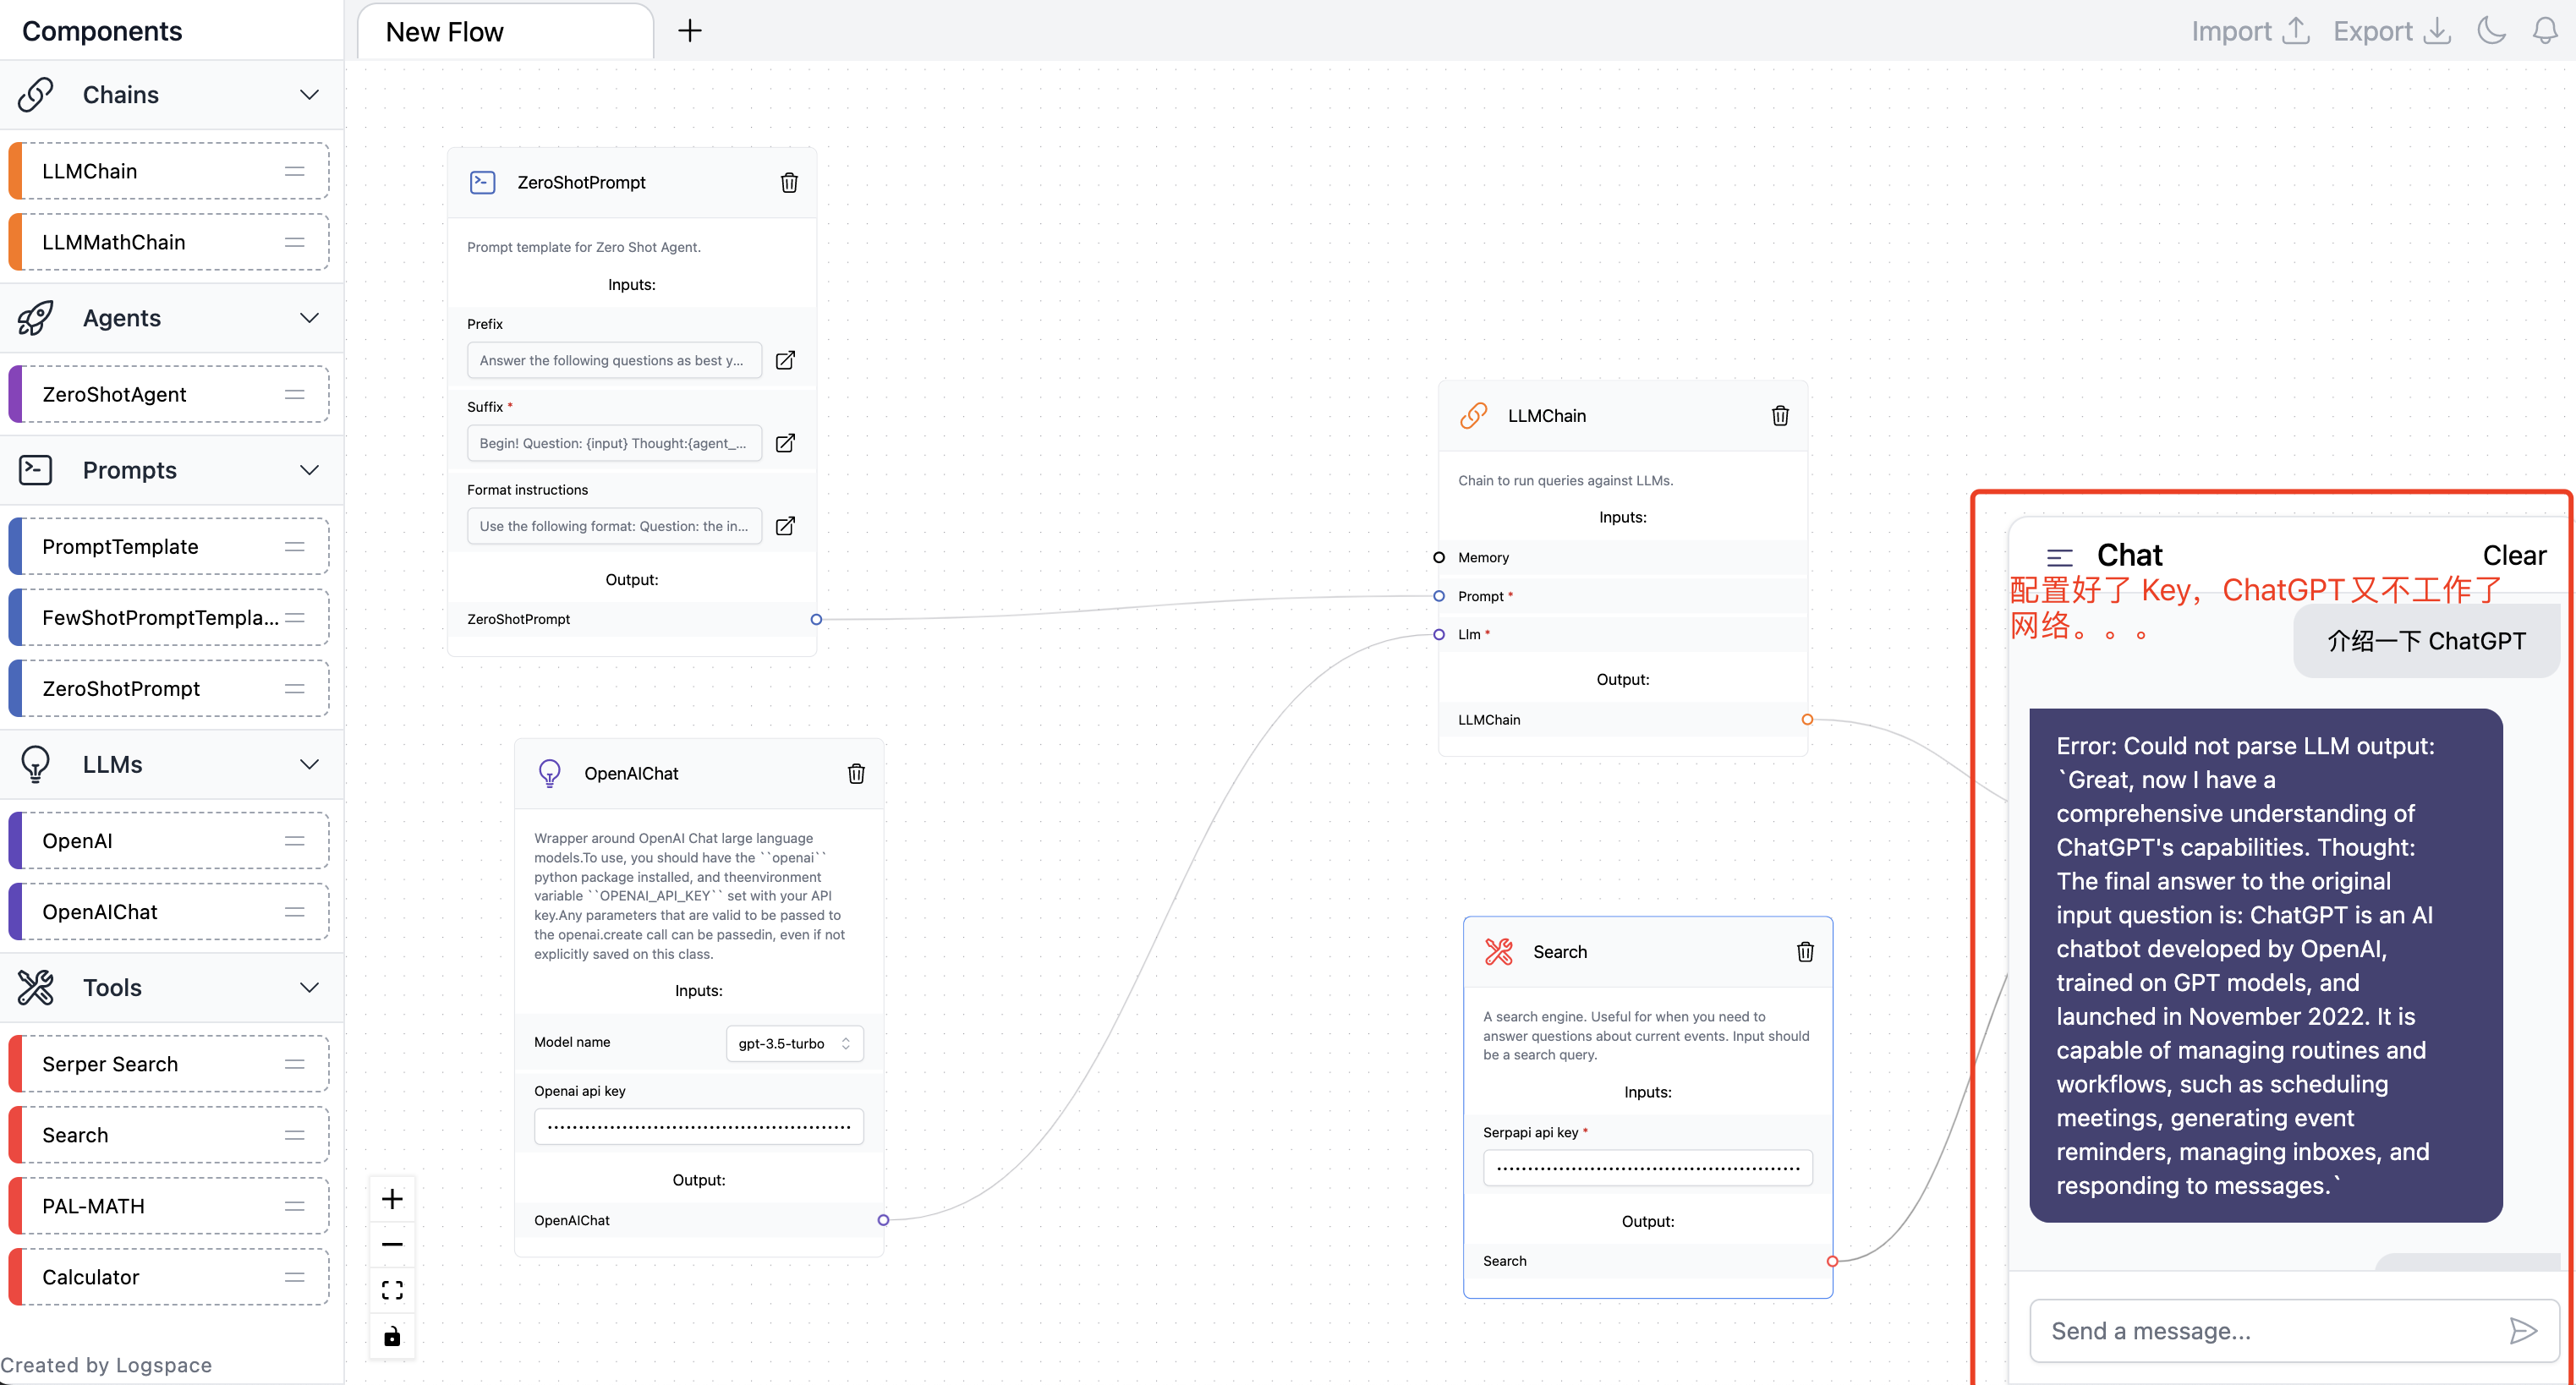 Components
New Flow
Import
Export
Chains
LLMChain
LLMMathChain
Agents
ZeroShotAgent
Prompts
PromptTemplate
FewShotPromptTempla...
ZeroShotPrompt
LLMs
OpenAI
OpenAIChat
Tools
Serper Search
Search
PAL-MATH
Calculator
Created by Logspace
ZeroShotPrompt
Prompt template for Zero Shot Agent.
Inputs:
Prefix
Answer the following questions as best y...
Suffix *
Begin! Question: {input} Thought:{agent_...
Format instructions
Use the following format: Question: the in...
Output:
ZeroShotPrompt
OpenAIChat
Wrapper around OpenAI Chat large language
models.To use, you should have the ``openai``
python package installed, and theenvironment
variable ``OPENAI_API_KEY`` set with your API
key.Any parameters that are valid to be passed to
the openai.create call can be passedin, even if not
explicitly saved on this class.
Inputs:
Model name
gpt-3.5-turbo
Openai api key
Output:
OpenAIChat
LLMChain
Chain to run queries against LLMs.
Inputs:
Memory
Prompt *
Llm *
Output:
LLMChain
Search
A search engine. Useful for when you need to
answer questions about current events. Input should
be a search query.
Inputs:
Serpapi api key *
Output:
Search
Chat
Clear
配置好了 Key，ChatGPT 又不工作了
网络。。。
介绍一下 ChatGPT
Error: Could not parse LLM output:
`Great, now I have a
comprehensive understanding of
ChatGPT's capabilities. Thought:
The final answer to the original
input question is: ChatGPT is an AI
chatbot developed by OpenAI,
trained on GPT models, and
launched in November 2022. It is
capable of managing routines and
workflows, such as scheduling
meetings, generating event
reminders, managing inboxes, and
responding to messages.`
Send a message...